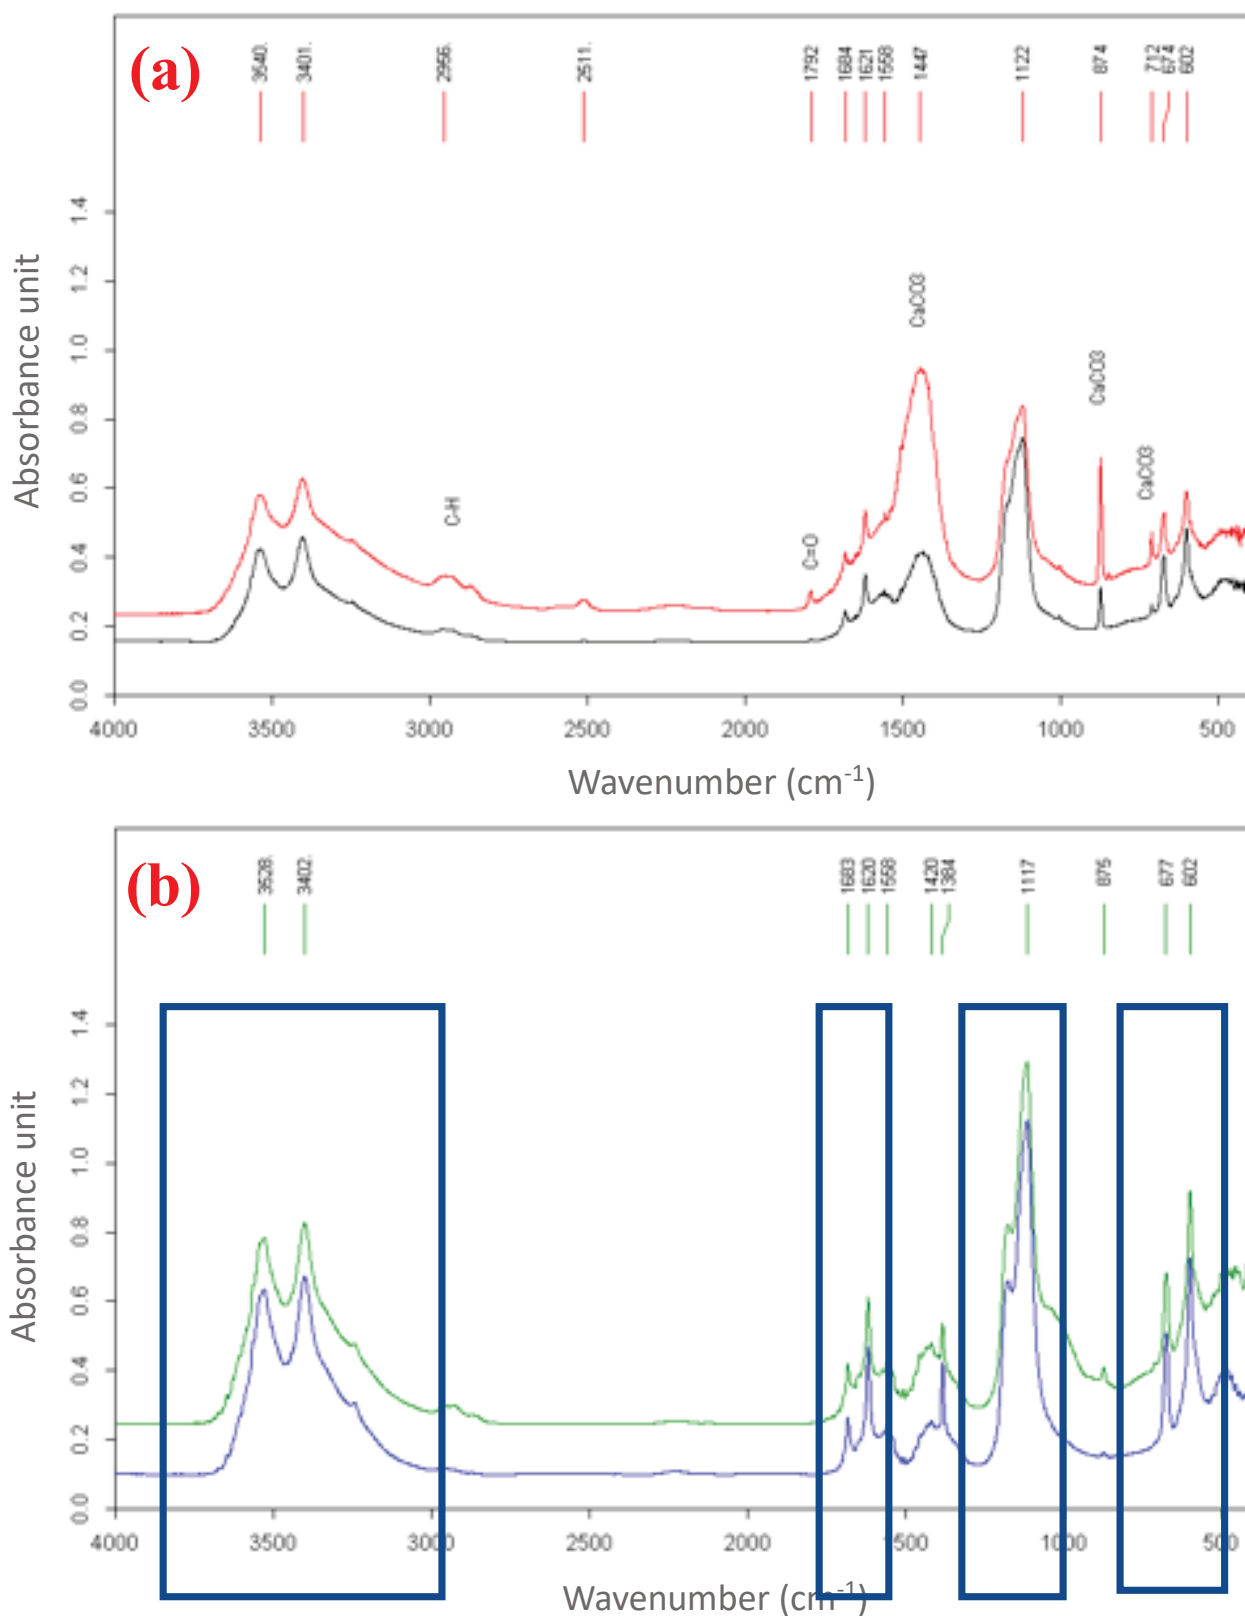 (a)
3540. 3401. 2956. 2511. 1792 1684 1621 1558 1447 1122 874 712 674 602
Absorbance unit
1.4
1.2
1.0
0.8
0.6
0.4
0.2
0.0
C-H
C=O
CaCO3
CaCO3
CaCO3
4000 3500 3000 2500 2000 1500 1000 500
Wavenumber (cm-1)
(b)
3528. 3402. 1683 1620 1558 1420 1384 1117 875 677 602
Absorbance unit
1.4
1.2
1.0
0.8
0.6
0.4
0.2
0.0
4000 3500 3000 2500 2000 1500 1000 500
Wavenumber (cm-1)